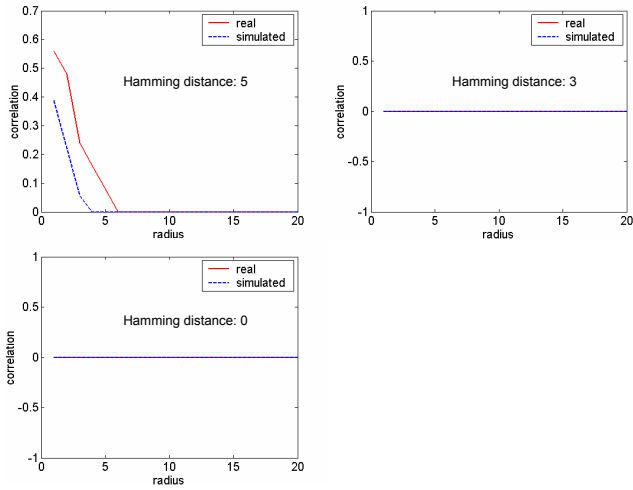 0.7
0.6
0.5
0.4
0.3
0.2
0.1
0
correlation
real
simulated
Hamming distance: 5
0 5 10 15 20
radius
1
0.5
0
-0.5
-1
correlation
real
simulated
Hamming distance: 3
0 5 10 15 20
radius
1
0.5
0
-0.5
-1
correlation
real
simulated
Hamming distance: 0
0 5 10 15 20
radius